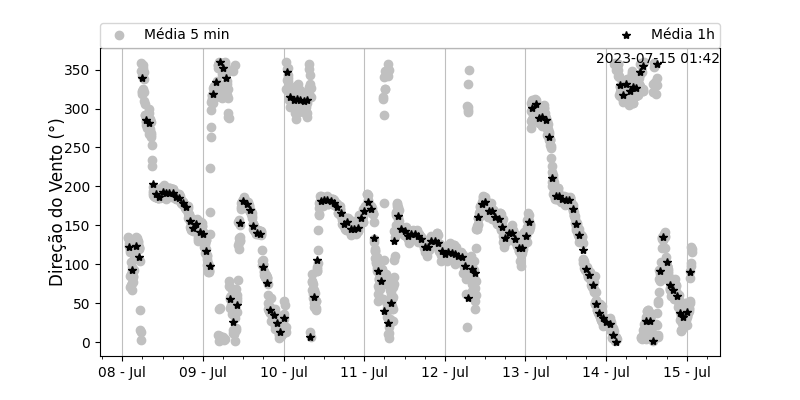 Média 5 min
Média 1h
2023-07-15 01:42
Direção do Vento (°)
350
300
250
200
150
100
50
0
08 - Jul
09 - Jul
10 - Jul
11 - Jul
12 - Jul
13 - Jul
14 - Jul
15 - Jul